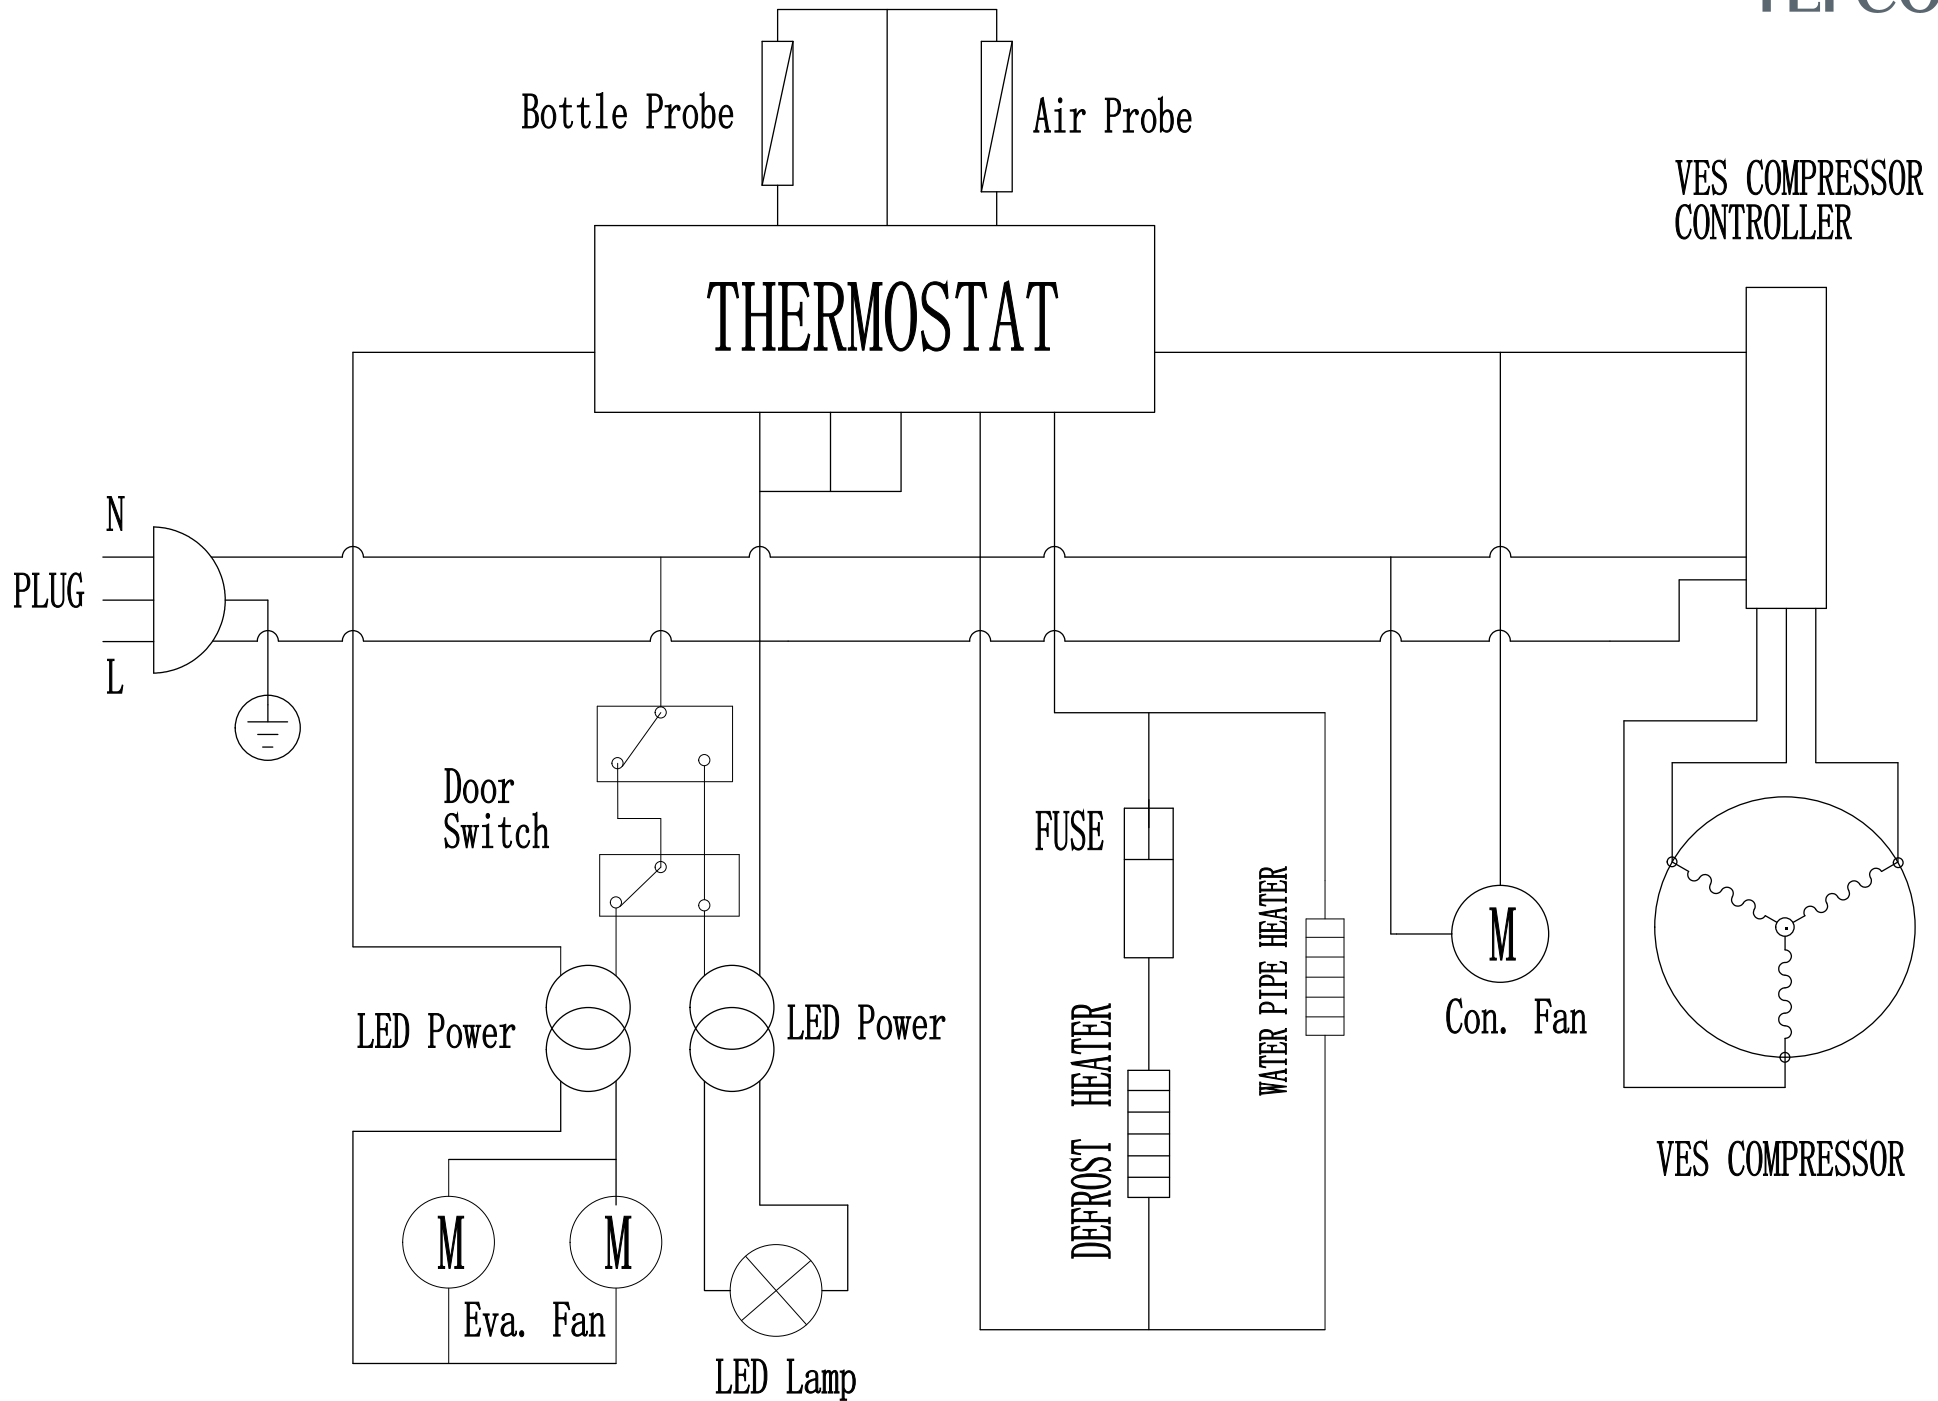 Bottle Probe
Air Probe
VES COMPRESSOR
CONTROLLER
THERMOSTAT
N
PLUG
L
Door
Switch
FUSE
WATER PIPE HEATER
M
Con. Fan
LED Power
LED Power
DEFROST HEATER
VES COMPRESSOR
M
M
Eva. Fan
LED Lamp